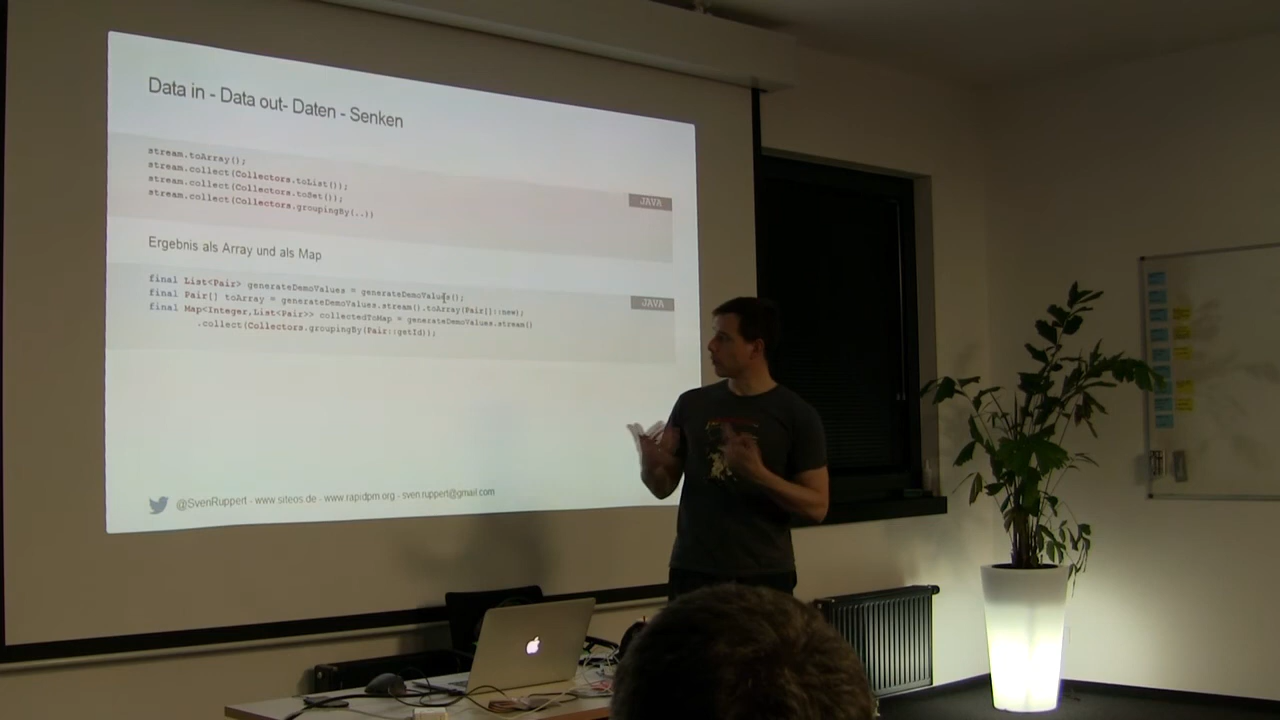 Data in - Data out- Daten - Senken
stream.toArray();
stream.collect(Collectors.toList());
stream.collect(Collectors.toSet());
stream.collect(Collectors.groupingBy(..))
JAVA
Ergebnis als Array und als Map
final List<Pair> generateDemoValues = generateDemoValues();
final Pair[] toArray = generateDemoValues.stream().toArray(Pair[]::new);
final Map<Integer,List<Pair>> collectedToMap = generateDemoValues.stream()
.collect(Collectors.groupingBy(Pair::getId));
JAVA
@SvenRuppert - www.siteos.de - www.rapidpm.org - sven.ruppert@gmail.com